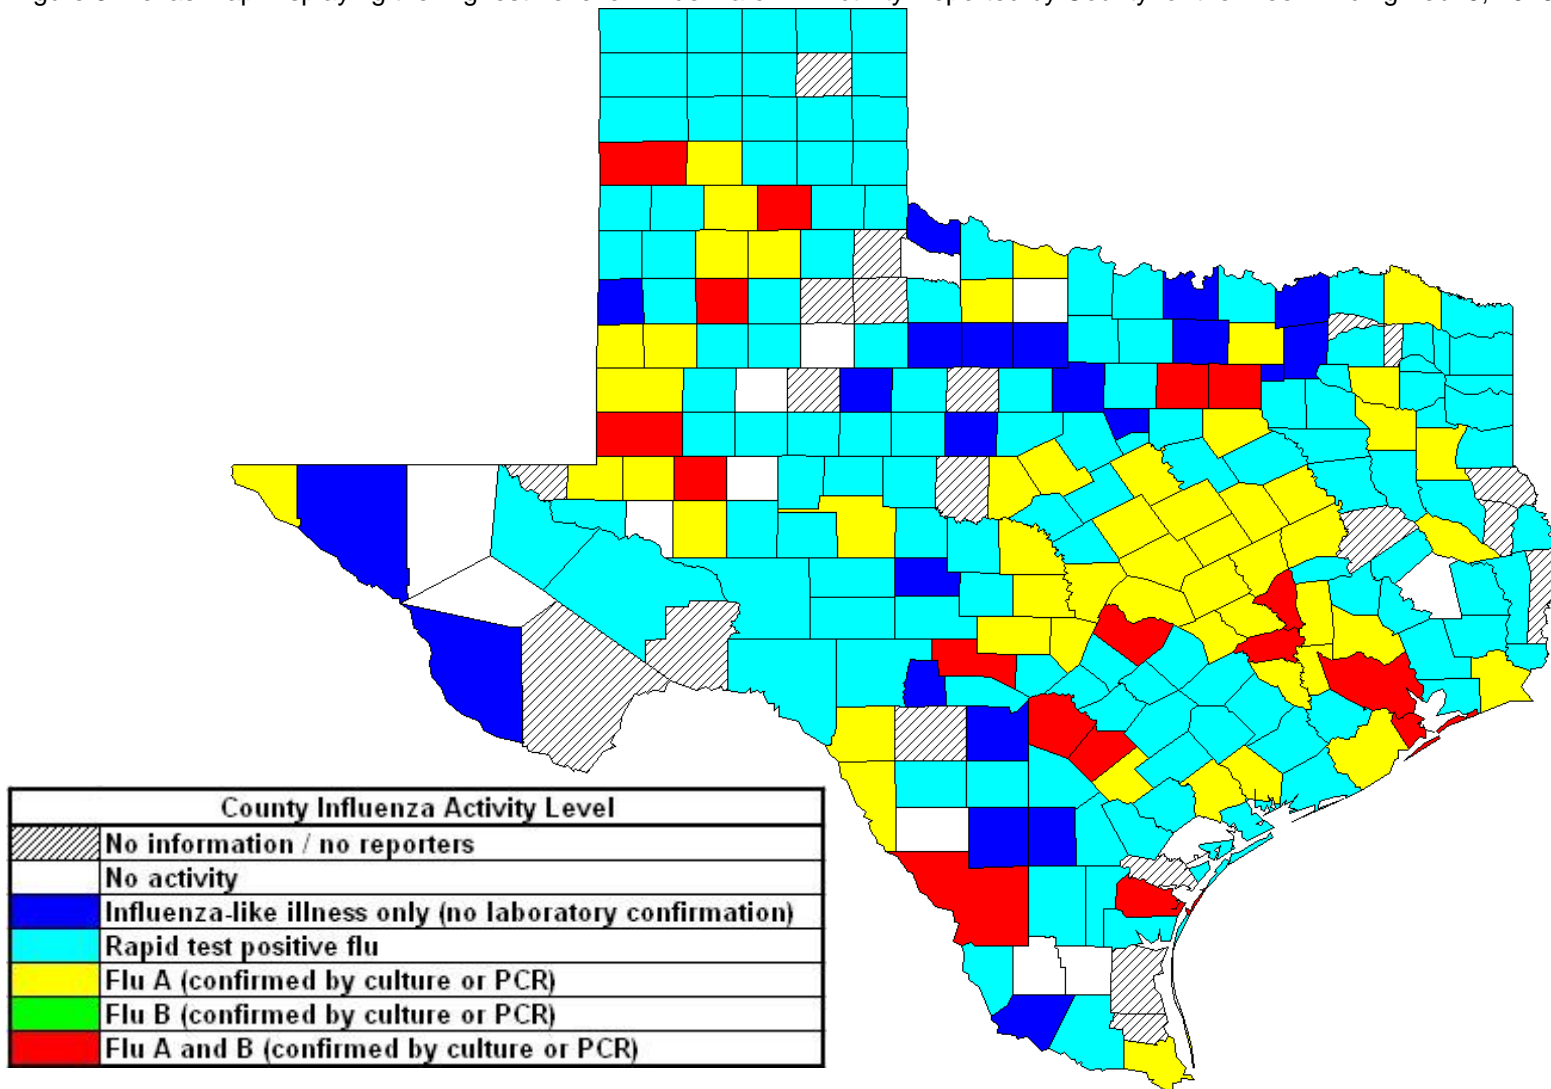 County Influenza Activity Level
No information / no reporters
No activity
Influenza-like illness only (no laboratory confirmation)
Rapid test positive flu
Flu A (confirmed by culture or PCR)
Flu B (confirmed by culture or PCR)
Flu A and B (confirmed by culture or PCR)